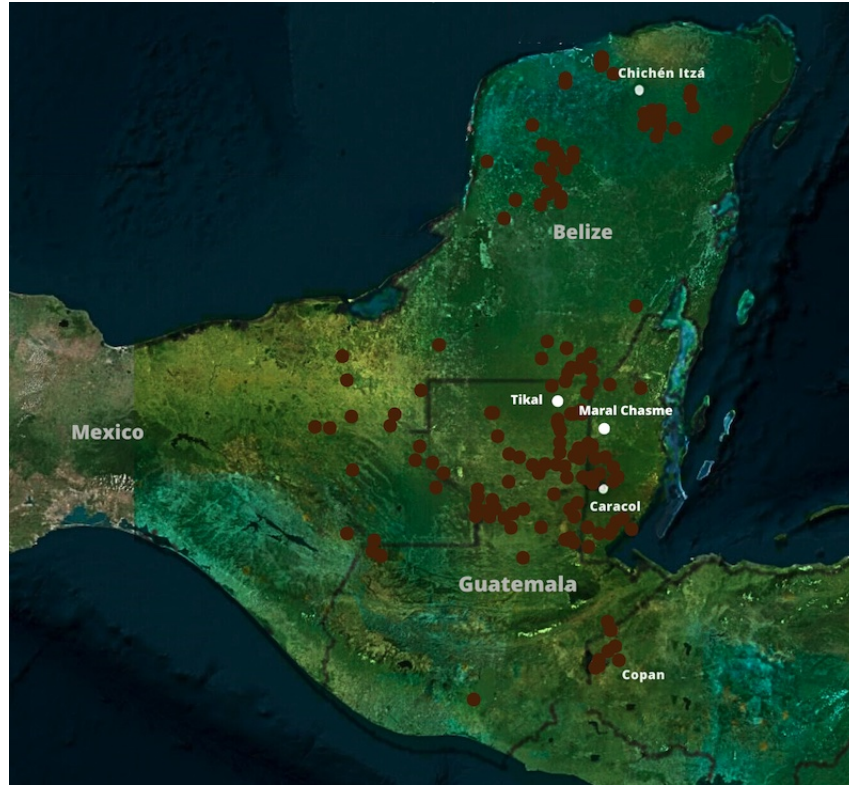 Chichén Itzá
Belize
Tikal
Maral Chasme
Mexico
Caracol
Guatemala
Copan